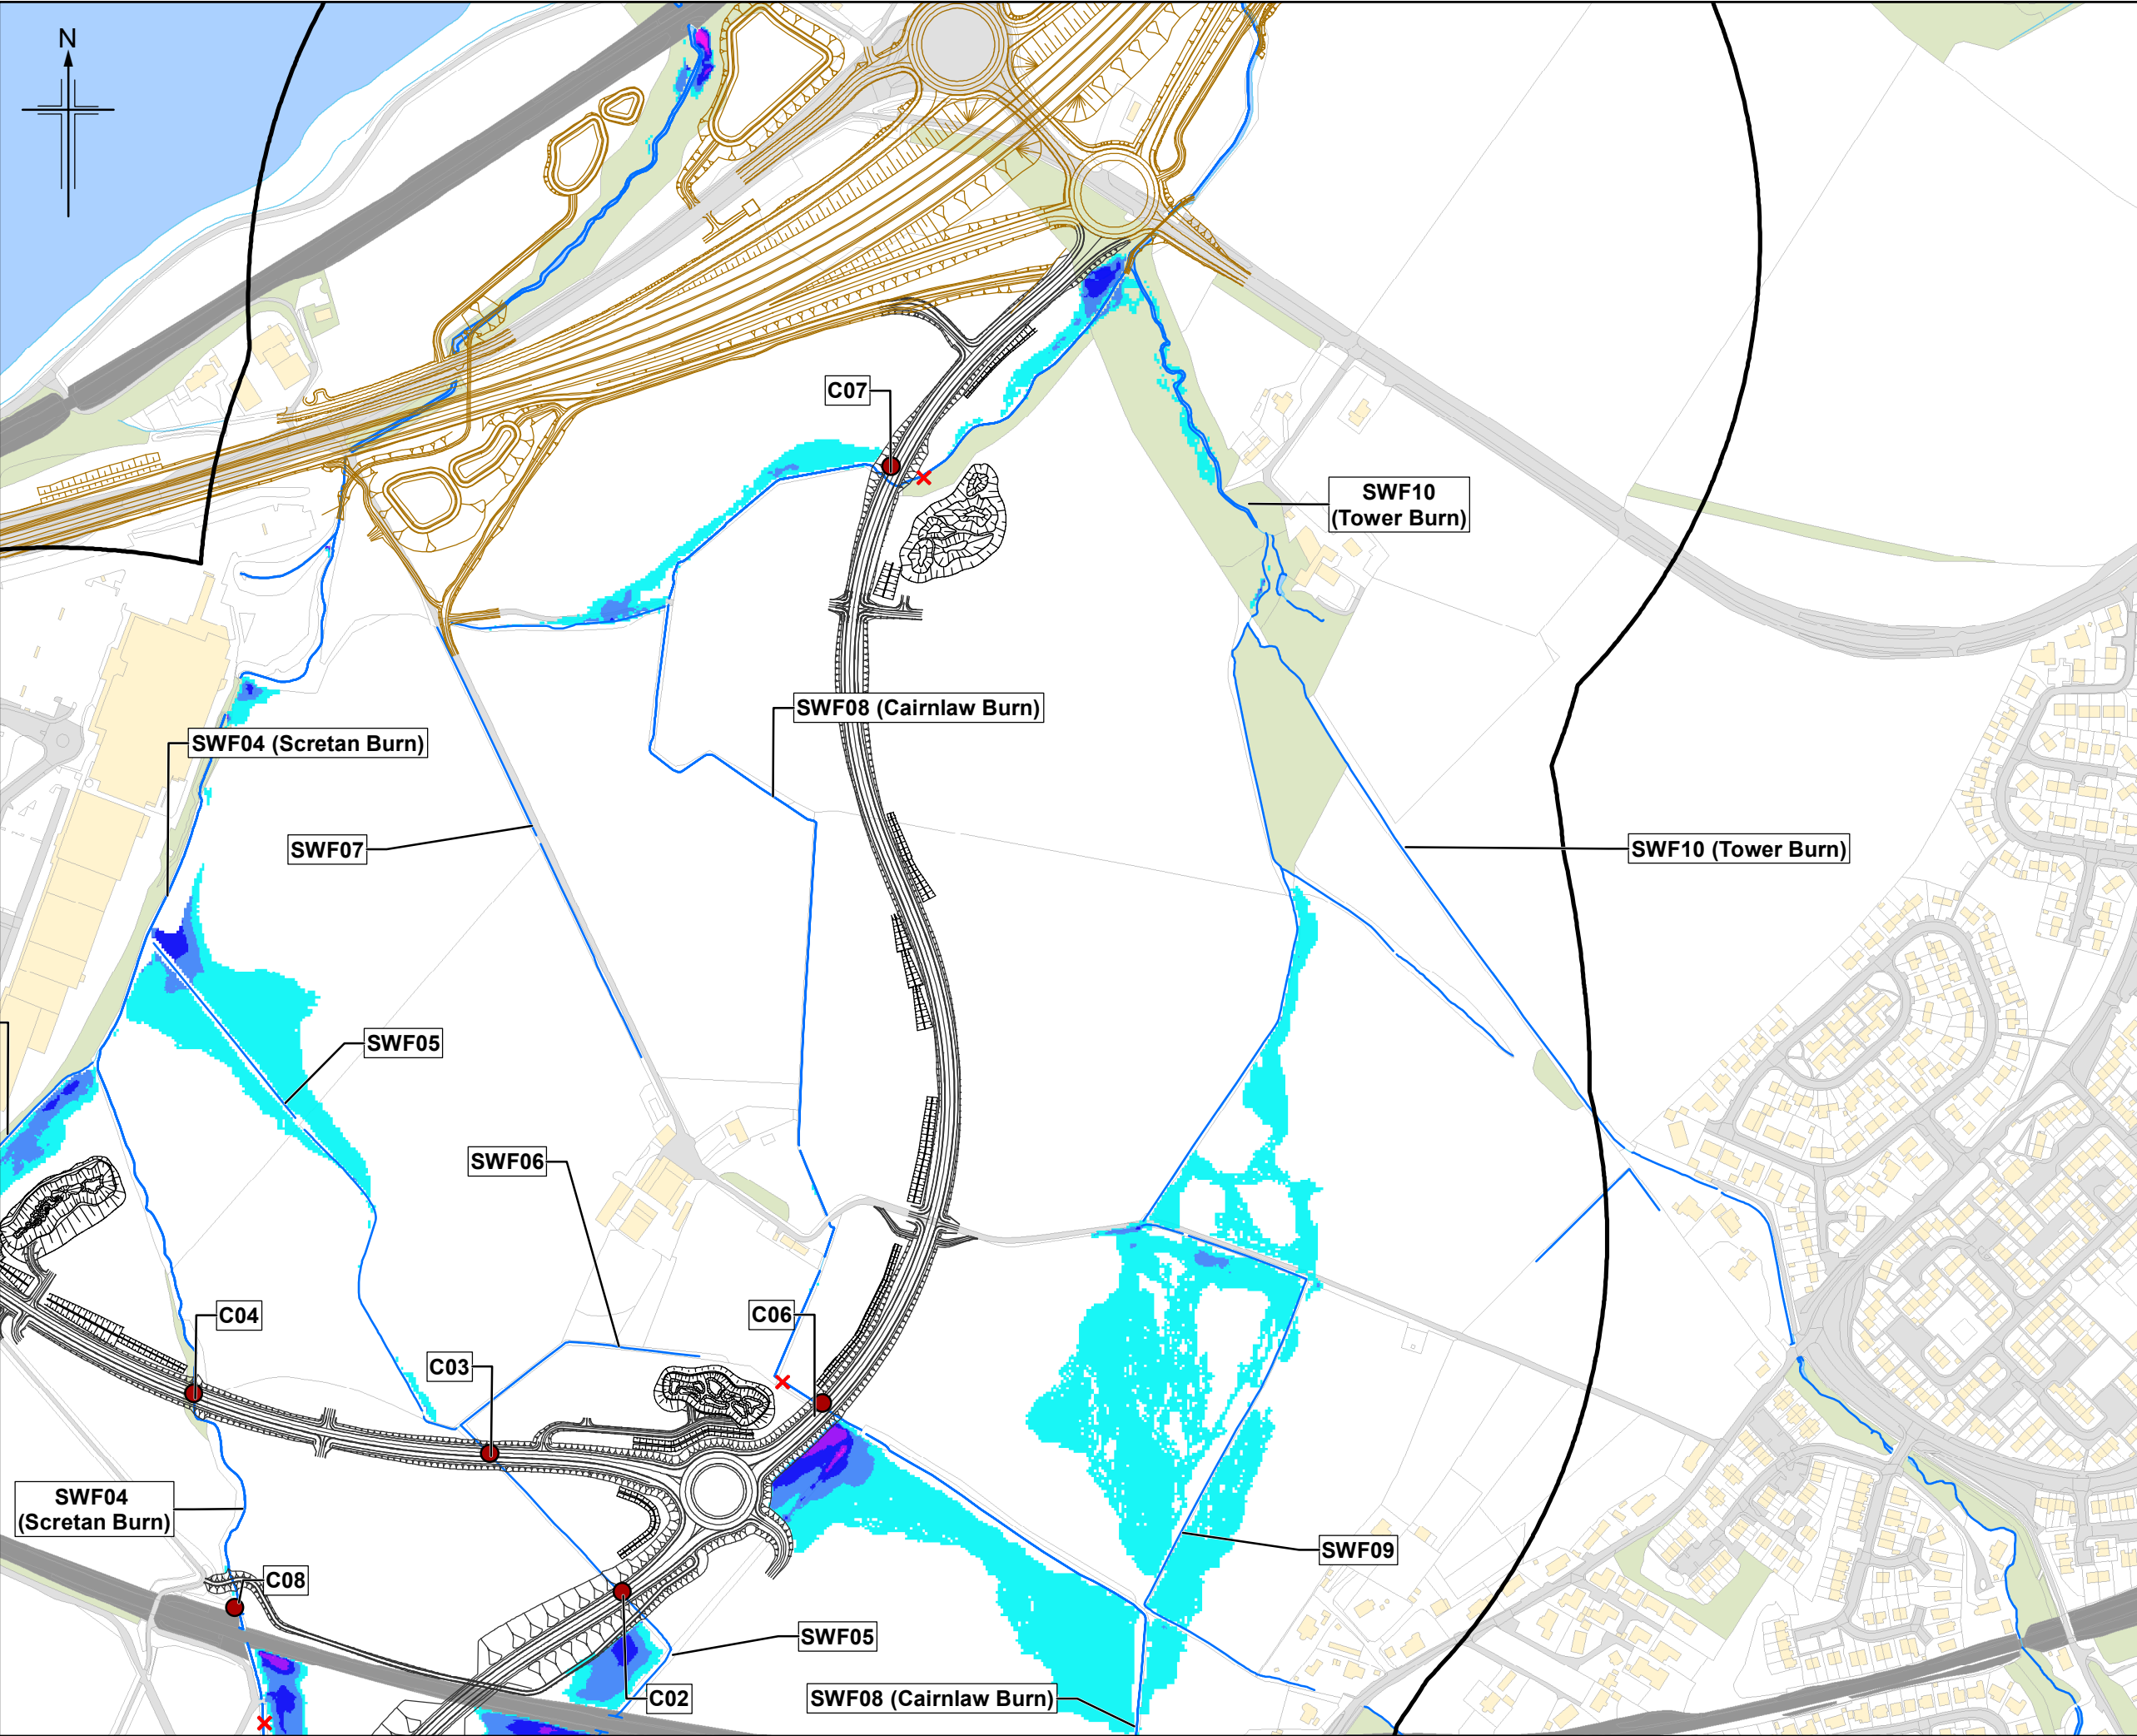 N
C07
SWF10
(Tower Burn)
SWF08 (Cairnlaw Burn)
SWF04 (Scretan Burn)
SWF07
SWF10 (Tower Burn)
SWF05
SWF06
C04
C06
C03
SWF04
(Scretan Burn)
SWF09
C08
SWF05
C02
SWF08 (Cairnlaw Burn)